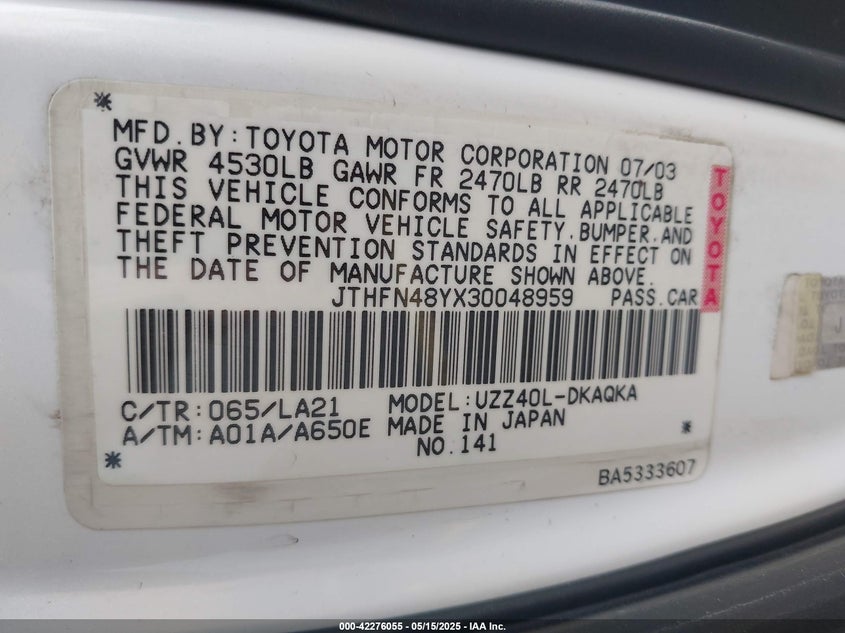 MFD.BY:TOYOTA MOTOR CORPORATION 07/03
GVWR 4530LB GAWR FR 2470LB RR 2470LB
THIS VEHICLE CONFORMS TO ALL APPLICABLE
FEDERAL MOTOR VEHICLE SAFETY.BUMPER.AND
THEFT PREVENTION STANDARDS IN EFFECT ON
THE DATE OF MANUFACTURE SHOWN ABOVE.
JTHFN48YX30048959 PASS.CAR
TOYOTA
C/TR:065/LA21 MODEL:UZZ40L-DKAQKA
A/TM:A01A/A650E MADE IN JAPAN
NO.141
BA5333607
000-42276055 - 05/15/2025 - IAA Inc.